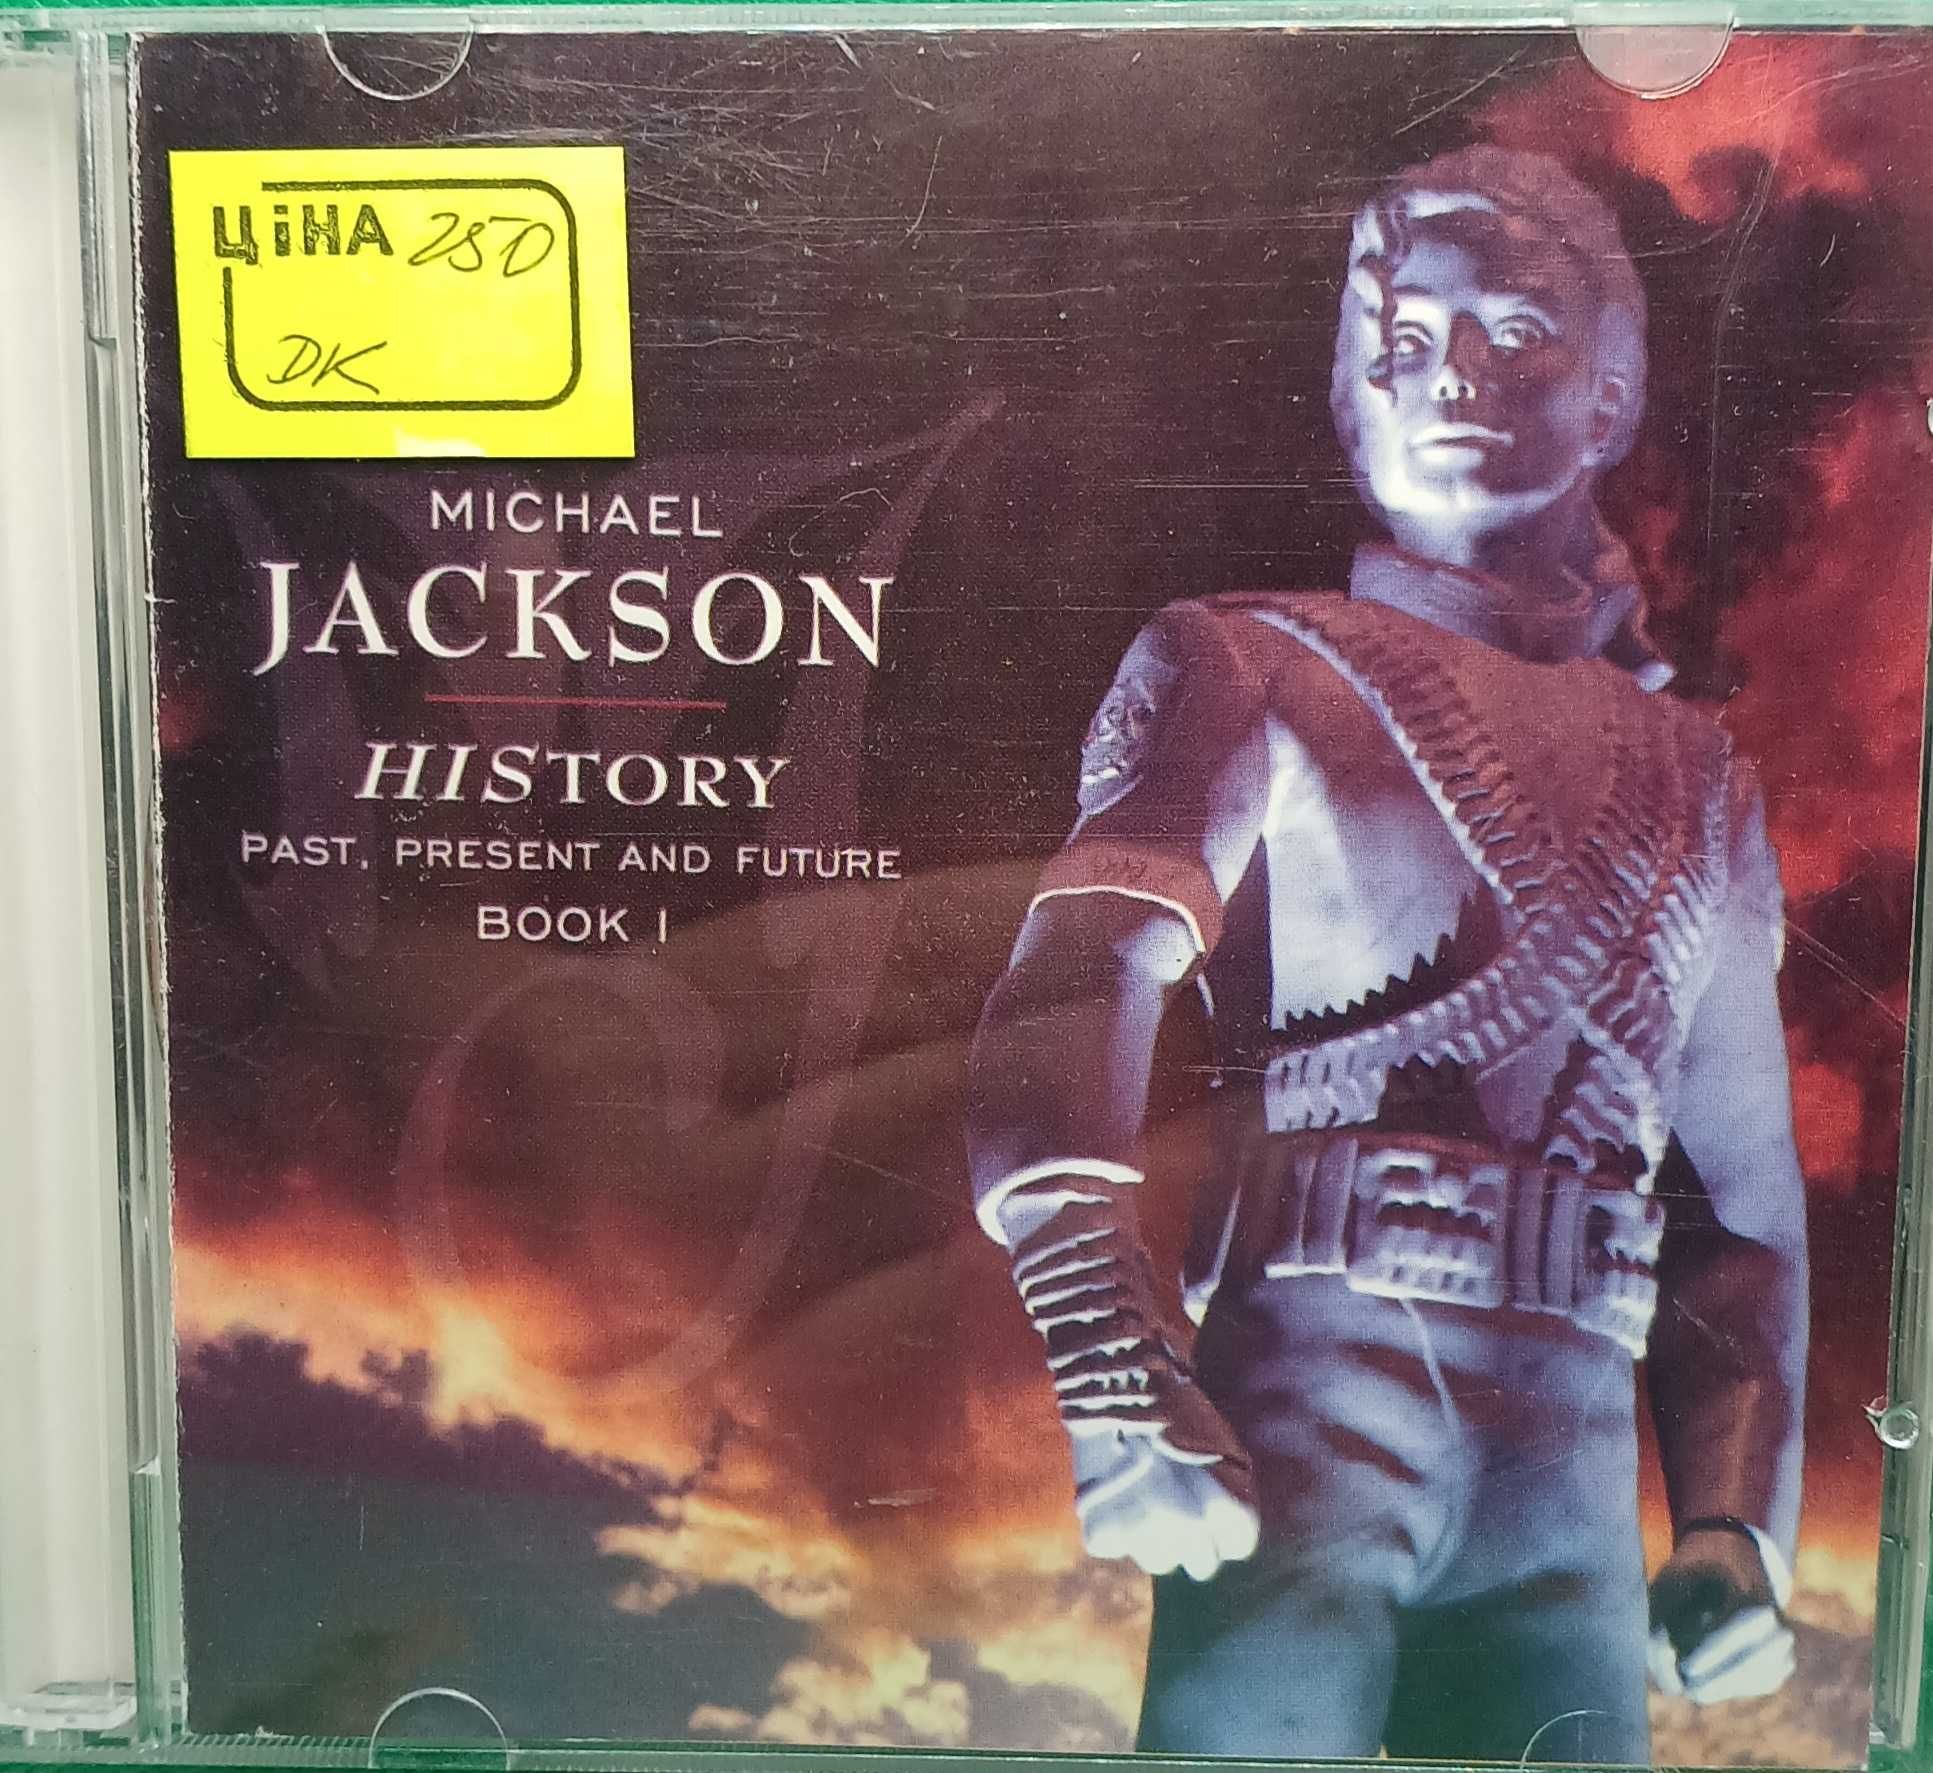 ЦіНА 250
DK
MICHAEL
JACKSON
HISTORY
PAST, PRESENT AND FUTURE
BOOK I